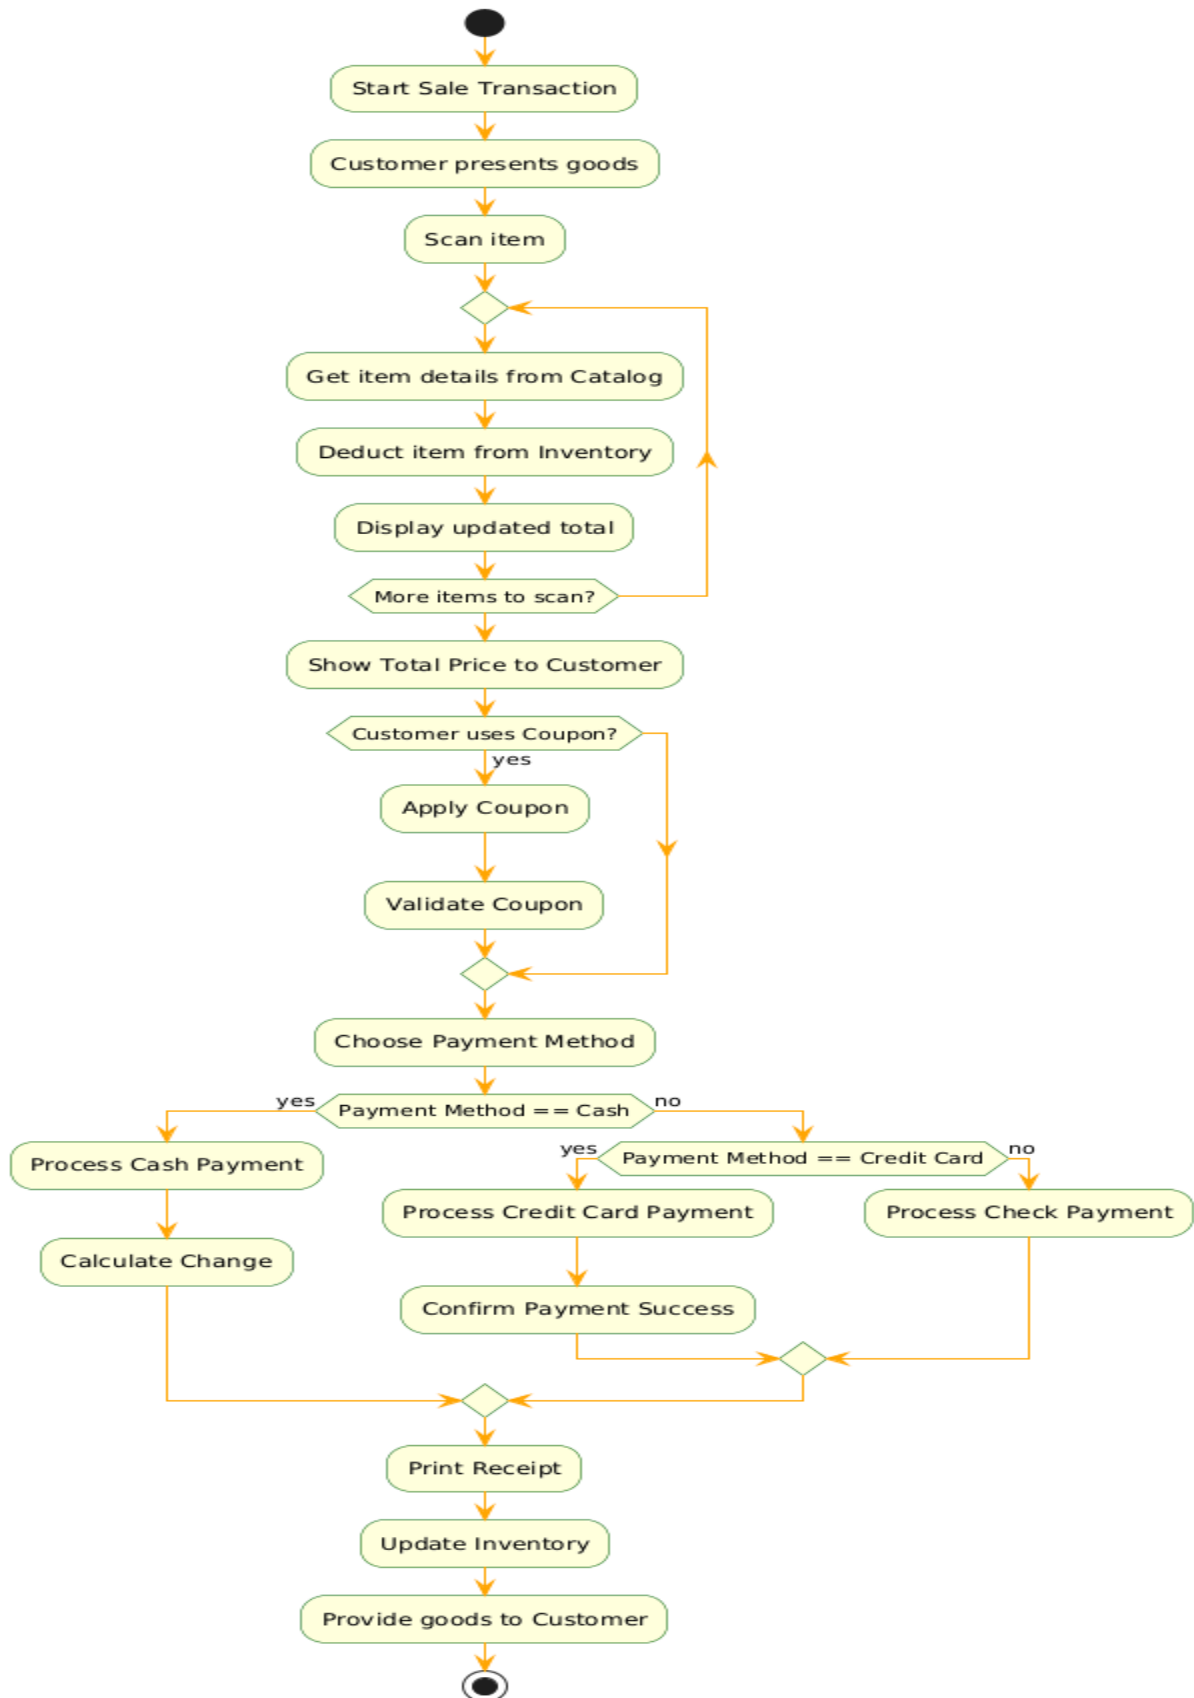 Start Sale Transaction
Customer presents goods
Scan item
Get item details from Catalog
Deduct item from Inventory
Display updated total
More items to scan?
Show Total Price to Customer
Customer uses Coupon?
yes
Apply Coupon
Validate Coupon
Choose Payment Method
yes
Payment Method == Cash
no
Process Cash Payment
Calculate Change
yes
Payment Method == Credit Card
no
Process Credit Card Payment
Process Check Payment
Confirm Payment Success
Print Receipt
Update Inventory
Provide goods to Customer